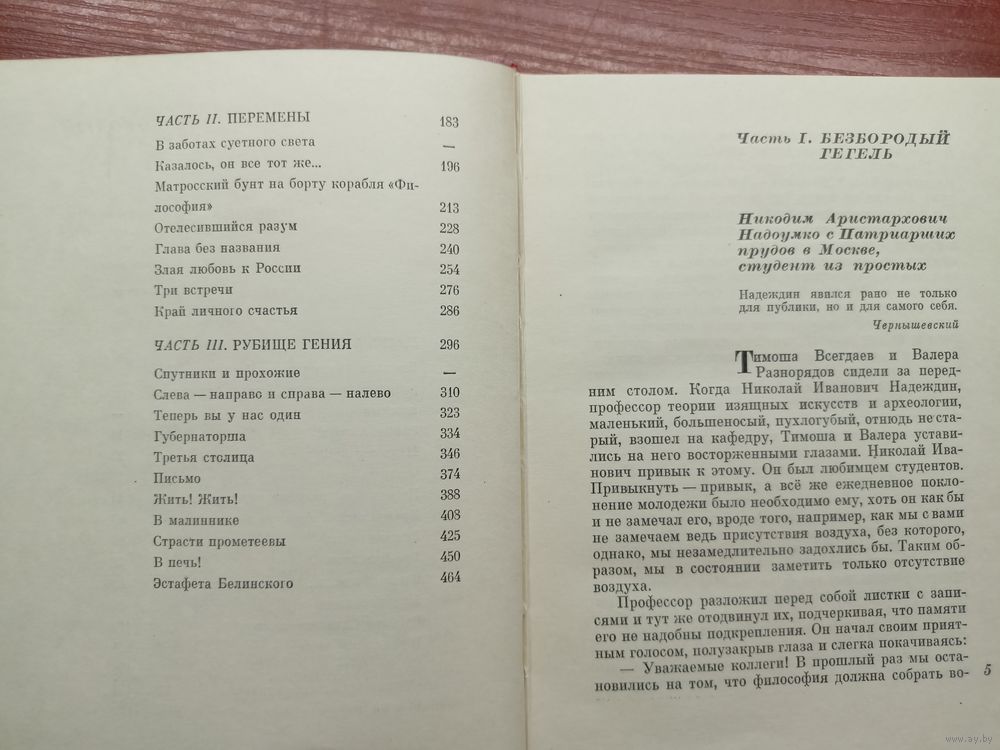 ЧАСТЬ II. ПЕРЕМЕНЫ 183
В заботах суетного света —
Казалось, он все тот же... 196
Матросский бунт на борту корабля «Фи-
лософия» 213
Отелесившийся разум 228
Глава без названия 240
Злая любовь к России 254
Три встречи 276
Край личного счастья 286
ЧАСТЬ III. РУБИЩЕ ГЕНИЯ 296
Спутники и прохожие —
Слева — направо и справа — налево 310
Теперь вы у нас один 323
Губернаторша 334
Третья столица 346
Письмо 374
Жить! Жить! 388
В малиннике 408
Страсти прометеевы 425
В печь! 450
Эстафета Белинского 464
Часть I. БЕЗБОРОДЫЙ
ГЕГЕЛЬ
Никодим Аристархович
Надоумко с Патриарших
прудов в Москве,
студент из простых
Надеждин явился рано не только
для публики, но и для самого себя.
Чернышевский
Тимоша Всегдаев и Валера
Разнорядов сидели за перед-
ним столом. Когда Николай Иванович Надеждин,
профессор теории изящных искусств и археологии,
маленький, большеносый, пухлогубый, отнюдь не ста-
рый, взошел на кафедру, Тимоша и Валера устави-
лись на него восторженными глазами. Николай Ива-
нович привык к этому. Он был любимцем студентов.
Привыкнуть — привык, а всё же ежедневное покло-
нение молодежи было необходимо ему, хоть он как бы
и не замечал его, вроде того, например, как мы с вами
не замечаем ведь присутствия воздуха, без которого,
однако, мы незамедлительно задохлись бы. Таким об-
разом, мы в состоянии заметить только отсутствие
воздуха.
Профессор разложил перед собой листки с запи-
сями и тут же отодвинул их, подчеркивая, что памяти
его не надобны подкрепления. Он начал своим прият-
ным голосом, полузакрыв глаза и слегка покачиваясь:
— Уважаемые коллеги! В прошлый раз мы оста-
новились на том, что философия должна собрать во-
5
www.ay.by